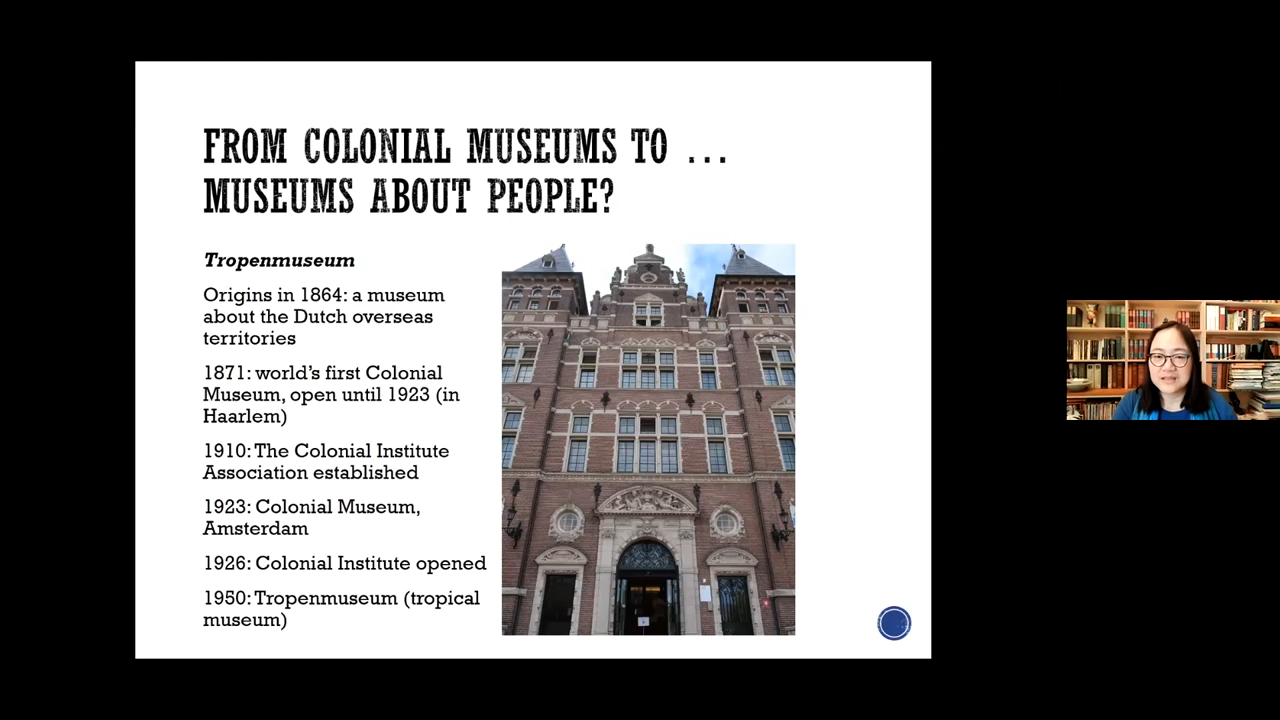 FROM COLONIAL MUSEUMS TO ...
MUSEUMS ABOUT PEOPLE?
Tropenmuseum
Origins in 1864: a museum
about the Dutch overseas
territories
1871: world's first Colonial
Museum, open until 1923 (in
Haarlem)
1910: The Colonial Institute
Association established
1923: Colonial Museum,
Amsterdam
1926: Colonial Institute opened
1950: Tropenmuseum (tropical
museum)